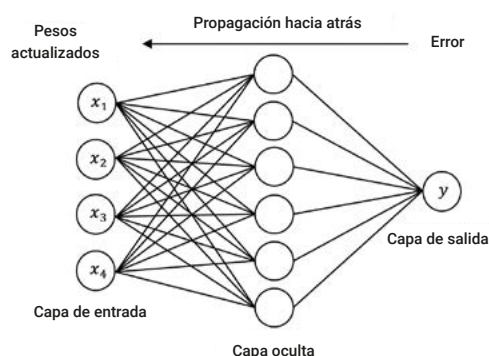 Propagación hacia atrás
Pesos
actualizados
Error
x₁
x₂
x₃
x₄
y
Capa de salida
Capa de entrada
Capa oculta